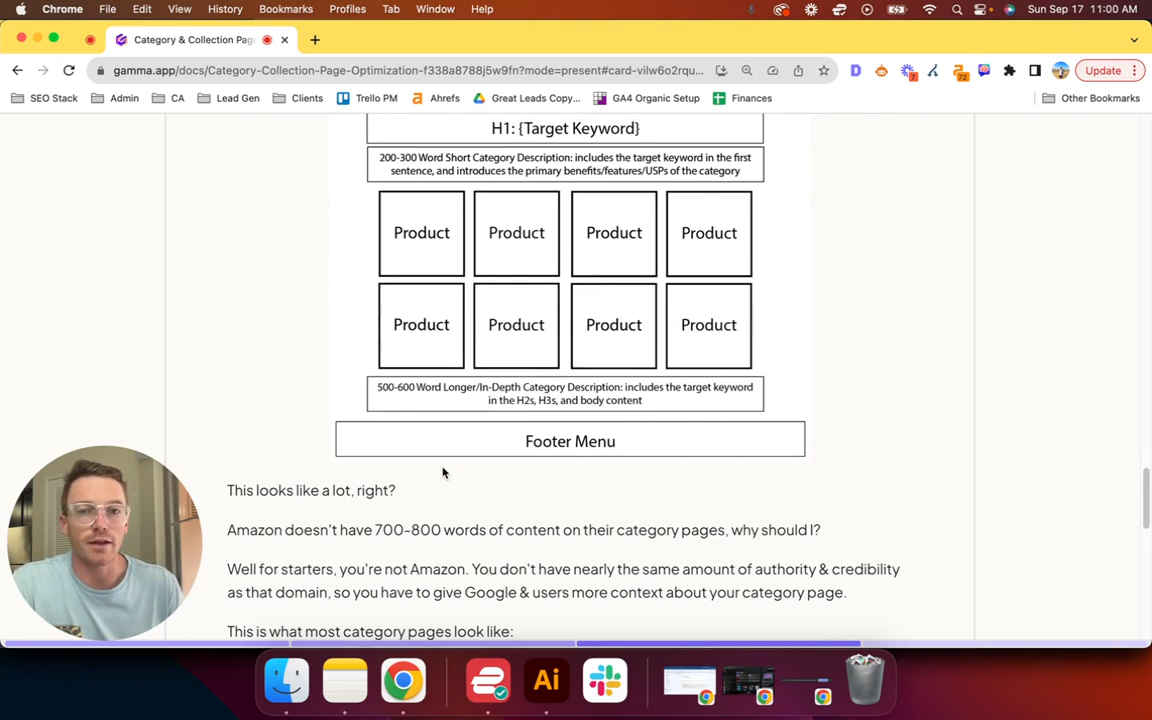 Chrome File Edit View History Bookmarks Profiles Tab Window Help Sun Sep 17 11:00 AM
Category & Collection Pag
gamma.app/docs/Category-Collection-Page-Optimization-f338a8788j5w9fn?mode=present#card-vilw6o2rqu... Update
SEO Stack Admin CA Lead Gen Clients Trello PM Ahrefs Great Leads Copy... GA4 Organic Setup Finances Other Bookmarks
H1: {Target Keyword}
200-300 Word Short Category Description: includes the target keyword in the first
sentence, and introduces the primary benefits/features/USPs of the category
Product Product Product Product
Product Product Product Product
500-600 Word Longer/In-Depth Category Description: includes the target keyword
in the H2s, H3s, and body content
Footer Menu
This looks like a lot, right?
Amazon doesn't have 700-800 words of content on their category pages, why should I?
Well for starters, you're not Amazon. You don't have nearly the same amount of authority & credibility
as that domain, so you have to give Google & users more context about your category page.
This is what most category pages look like:
Ai